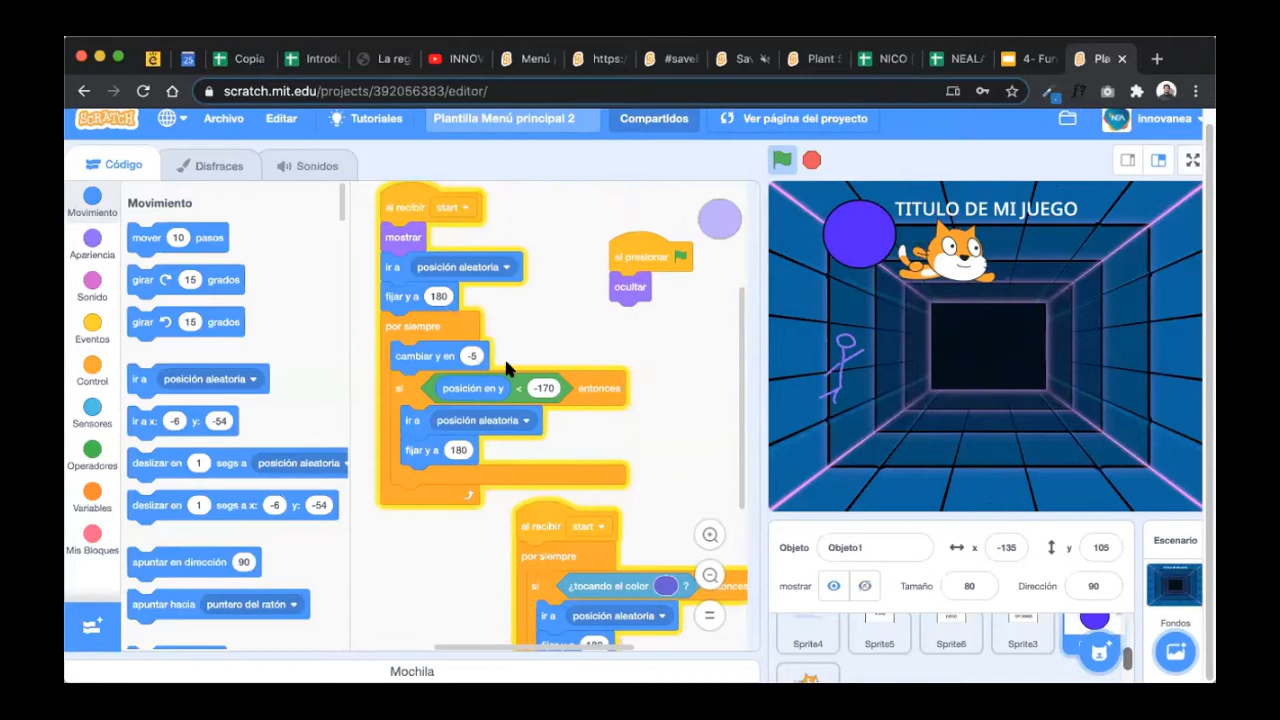 Copia
Introd
La reg
INNOV
Menú
https:/
#savel
Sav
Plant S
NICO
NEAL/
4- Fur
Pla
scratch.mit.edu/projects/392056383/editor/
SCRATCH
Archivo
Editar
Tutoriales
Plantilla Menú principal 2
Compartidos
Ver página del proyecto
innovanea
Código
Disfraces
Sonidos
Movimiento
Apariencia
Sonido
Eventos
Control
Sensores
Operadores
Variables
Mis Bloques
Movimiento
mover 10 pasos
girar 15 grados
girar 15 grados
ir a posición aleatoria
ir a x: -6 y: -54
deslizar en 1 segs a posición aleatoria
deslizar en 1 segs a x: -6 y: -54
apuntar en dirección 90
apuntar hacia puntero del ratón
al recibir start
mostrar
ir a posición aleatoria
fijar y a 180
por siempre
cambiar y en -5
si posición en y < -170 entonces
ir a posición aleatoria
fijar y a 180
al presionar
ocultar
al recibir start
por siempre
si ¿tocando el color ? entonces
ir a posición aleatoria
fijar y a 180
TITULO DE MI JUEGO
Objeto Objeto1 x -135 y 105
mostrar Tamaño 80 Dirección 90
Sprite4
Sprite5
Sprite6
Sprite3
Escenario
Fondos
Mochila